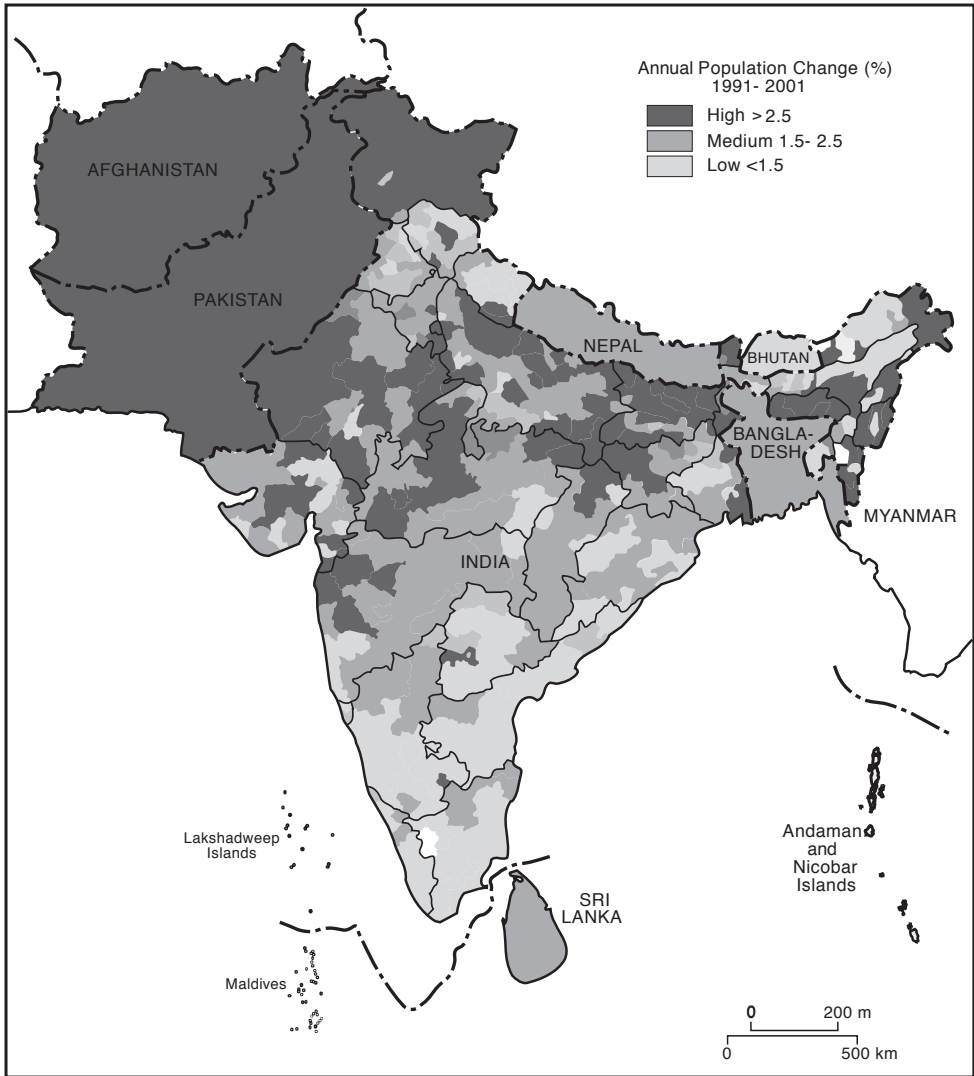 Annual Population Change (%)
1991- 2001
High > 2.5
Medium 1.5- 2.5
Low <1.5
AFGHANISTAN
PAKISTAN
NEPAL
BHUTAN
BANGLA-
DESH
MYANMAR
INDIA
Lakshadweep
Islands
Andaman
and
Nicobar
Islands
SRI
LANKA
Maldives
0 200 m
0 500 km